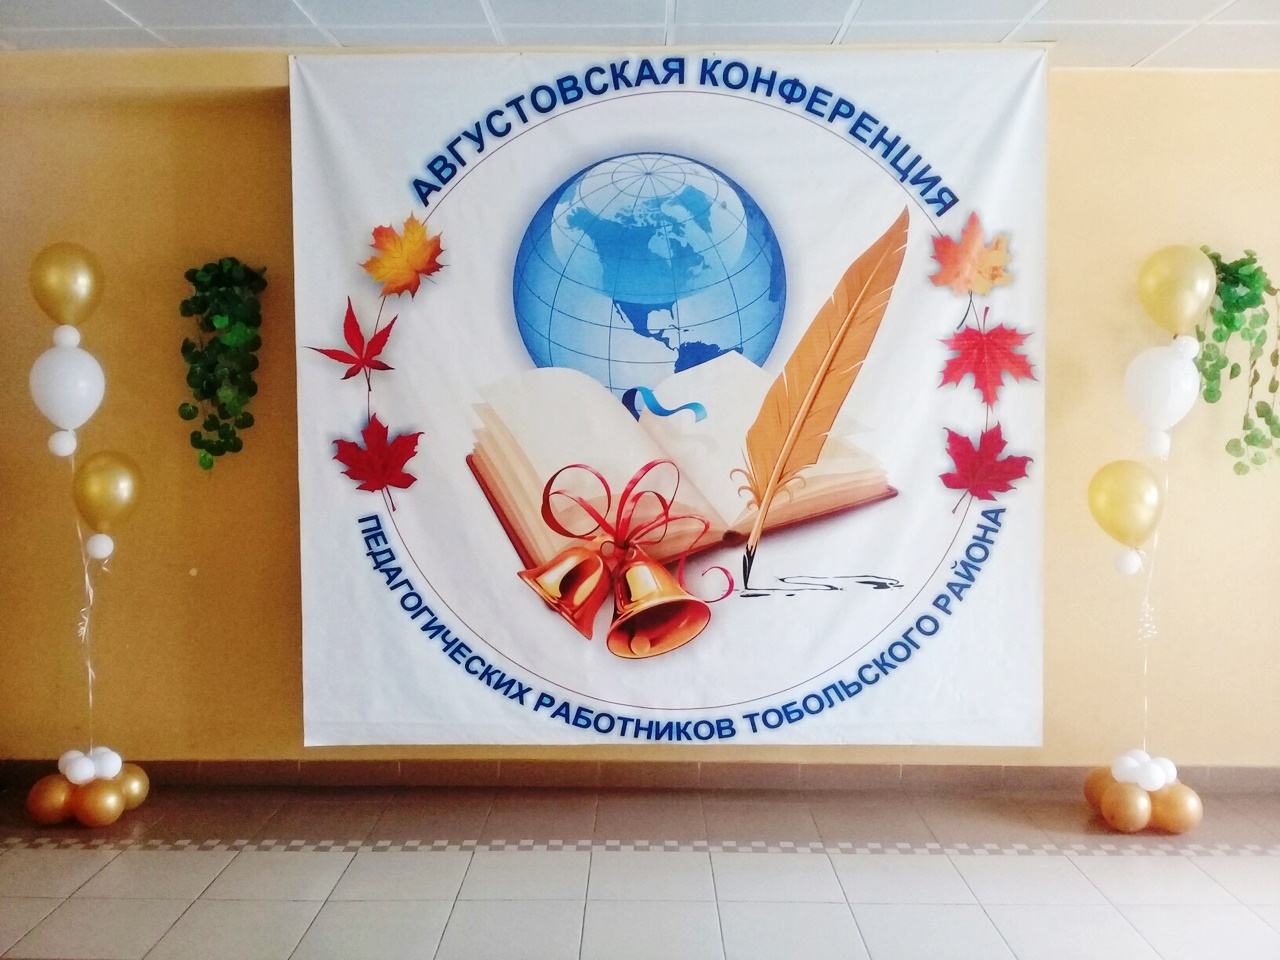 АВГУСТОВСКАЯ КОНФЕРЕНЦИЯ
ПЕДАГОГИЧЕСКИХ РАБОТНИКОВ ТОБОЛЬСКОГО РАЙОНА